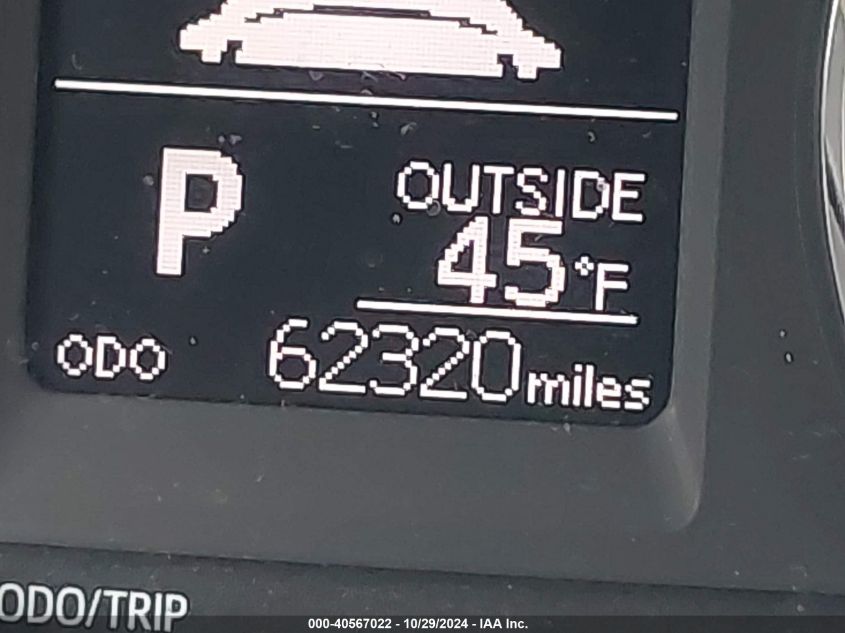 P
OUTSIDE
45°F
ODO 62320 miles
ODO/TRIP
000-40567022 - 10/29/2024 - IAA Inc.